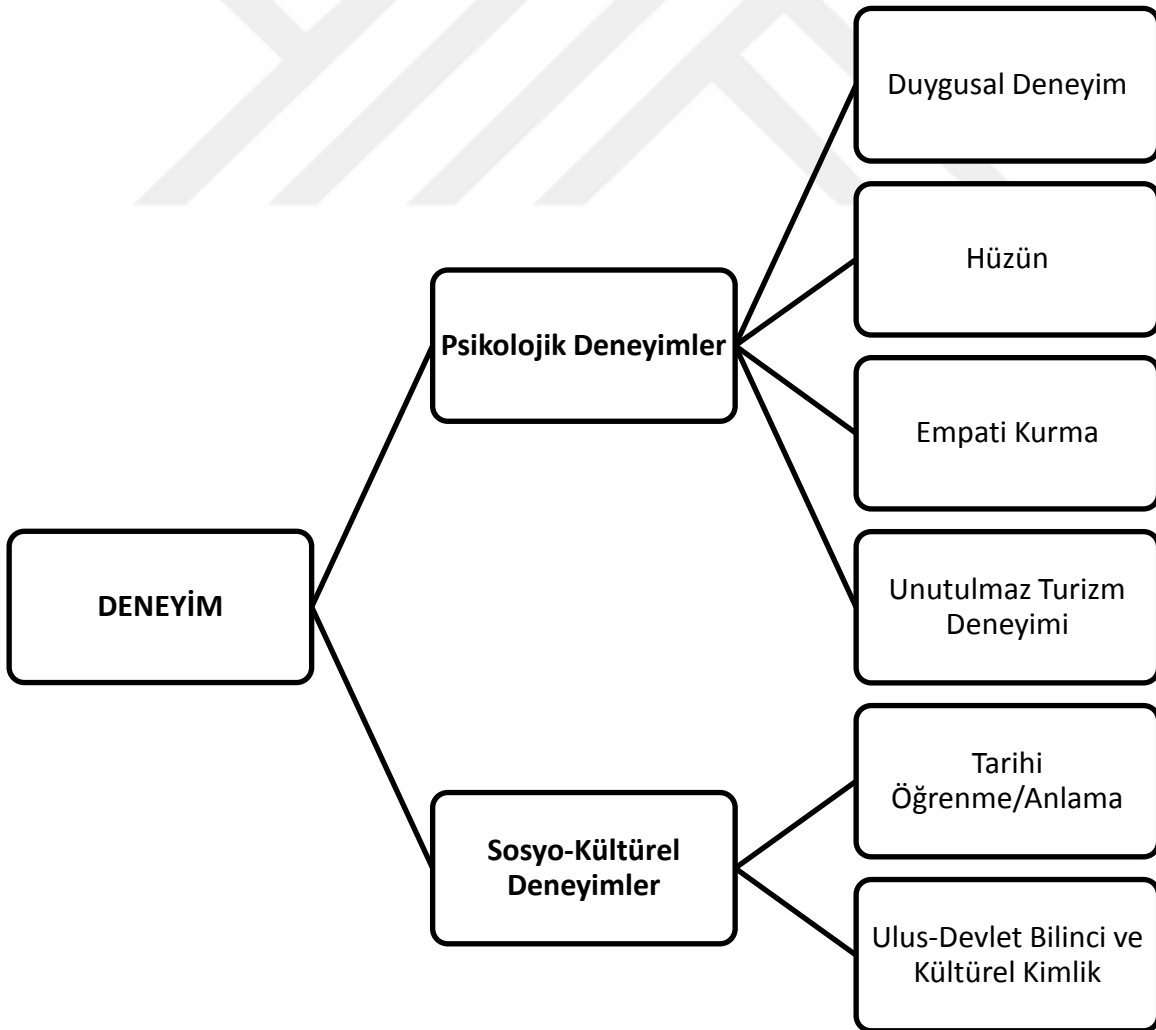 Duygusal Deneyim
Hüzün
Psikolojik Deneyimler
Empati Kurma
DENEYİM
Unutulmaz Turizm
Deneyimi
Tarihi
Öğrenme/Anlama
Sosyo-Kültürel
Deneyimler
Ulus-Devlet Bilinci ve
Kültürel Kimlik